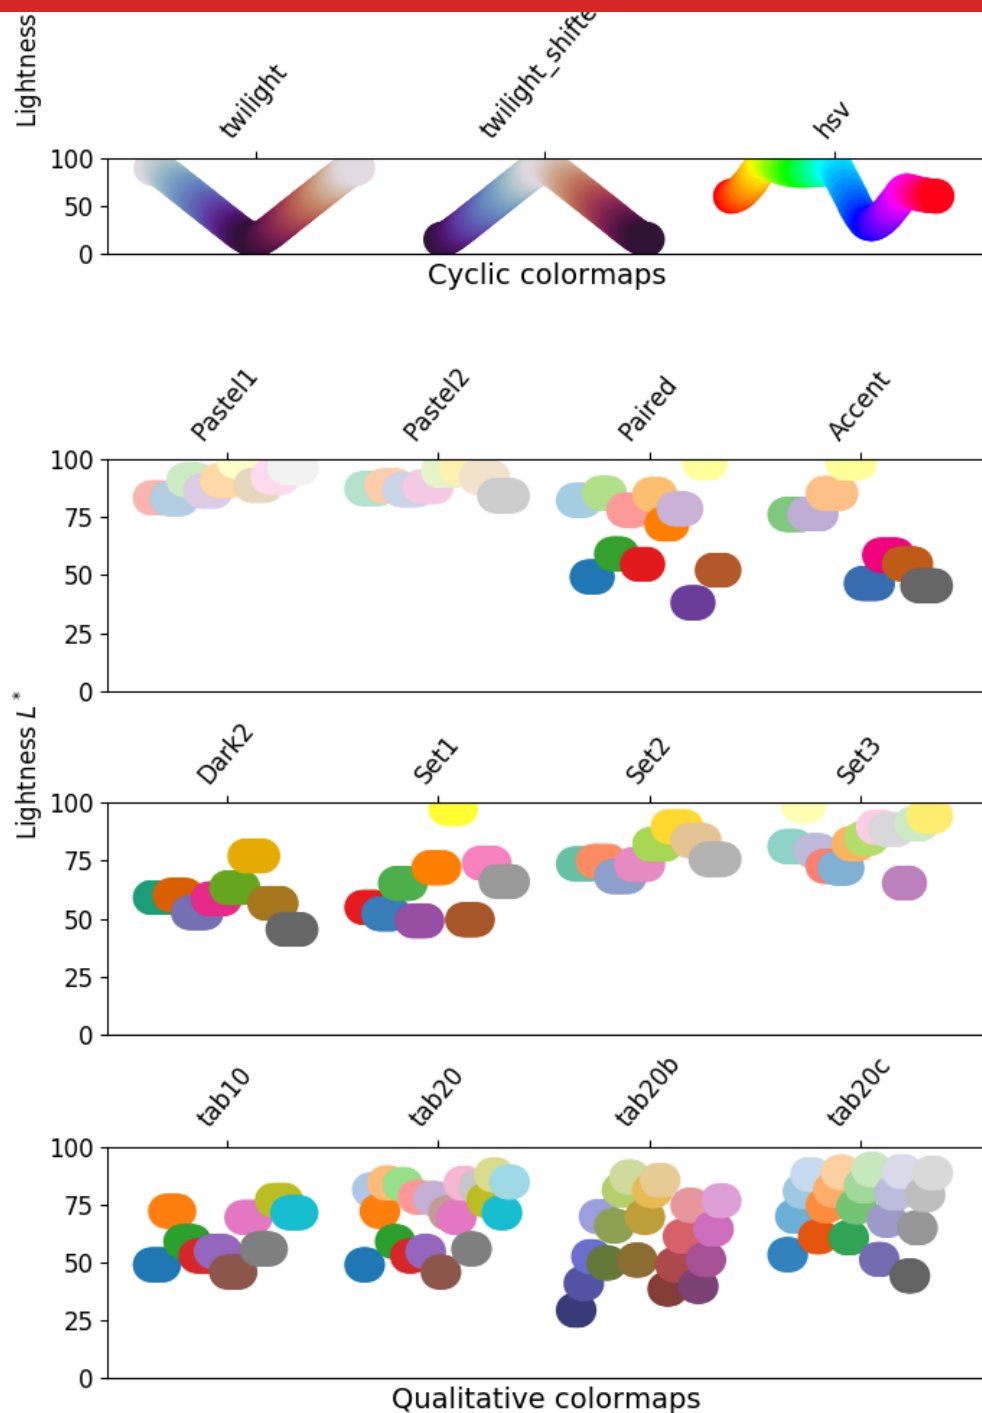 Lightness
twilight
twilight_shifte
hsv
100
50
0
Cyclic colormaps
Pastel1
Pastel2
Paired
Accent
100
75
50
25
0
Lightness L*
Dark2
Set1
Set2
Set3
100
75
50
25
0
tab10
tab20
tab20b
tab20c
100
75
50
25
0
Qualitative colormaps